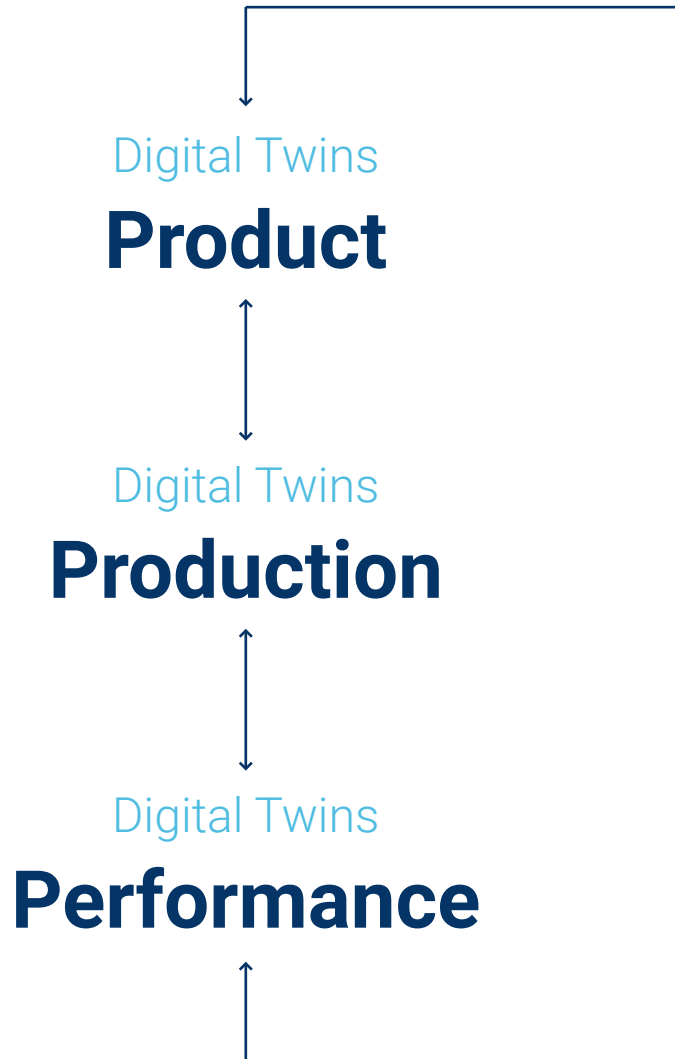 Digital Twins
Product
Digital Twins
Production
Digital Twins
Performance